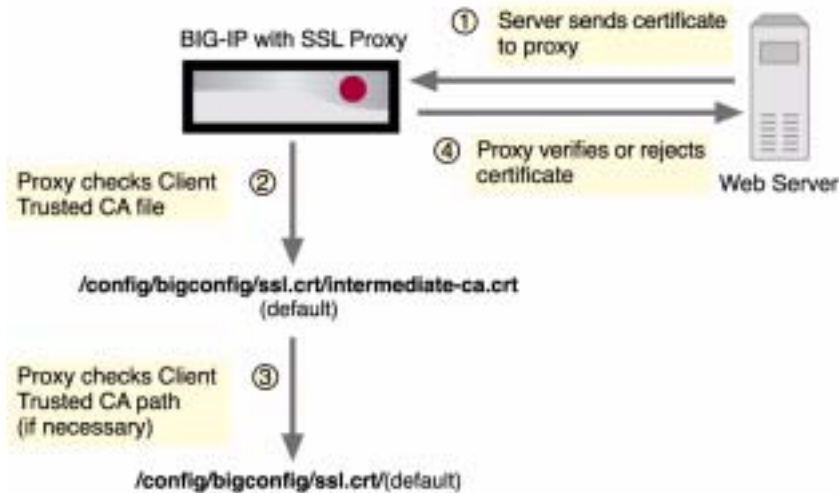 BIG-IP with SSL Proxy
① Server sends certificate
to proxy
④ Proxy verifies or rejects
certificate
Web Server
Proxy checks Client
Trusted CA file
②
/config/bigconfig/ssl.crt/intermediate-ca.crt
(default)
Proxy checks Client
Trusted CA path
(if necessary)
③
/config/bigconfig/ssl.crt/(default)